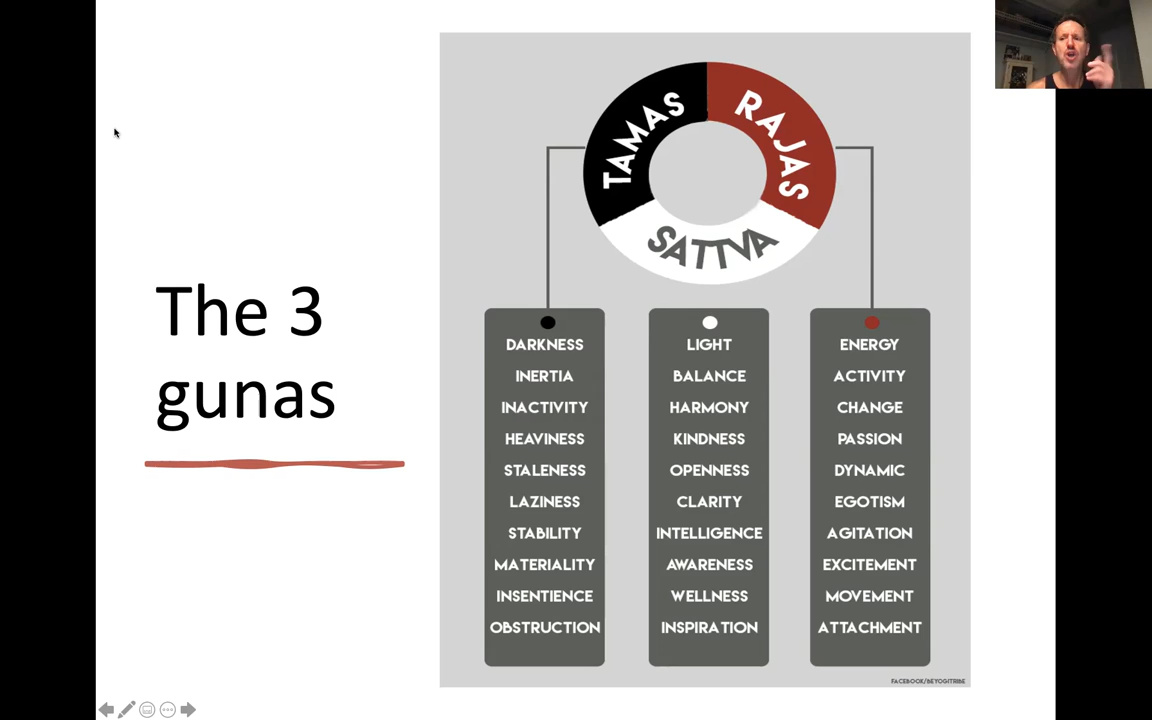 The 3
gunas
TAMAS
RAJAS
SATTVA
DARKNESS
INERTIA
INACTIVITY
HEAVINESS
STALENESS
LAZINESS
STABILITY
MATERIALITY
INSENTIENCE
OBSTRUCTION
LIGHT
BALANCE
HARMONY
KINDNESS
OPENNESS
CLARITY
INTELLIGENCE
AWARENESS
WELLNESS
INSPIRATION
ENERGY
ACTIVITY
CHANGE
PASSION
DYNAMIC
EGOTISM
AGITATION
EXCITEMENT
MOVEMENT
ATTACHMENT
FACEBOOK/BEYOGITRIBE